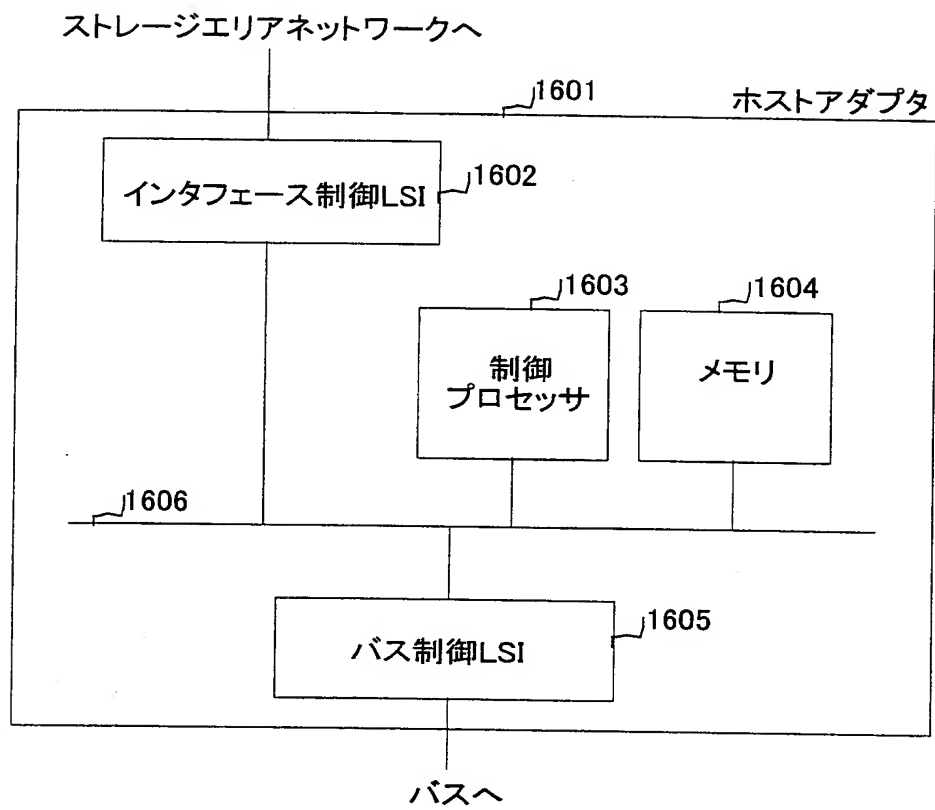 ストレージエリアネットワークへ
1601
ホストアダプタ
インタフェース制御LSI
1602
1603
1604
制御
プロセッサ
メモリ
1606
バス制御LSI
1605
バスへ